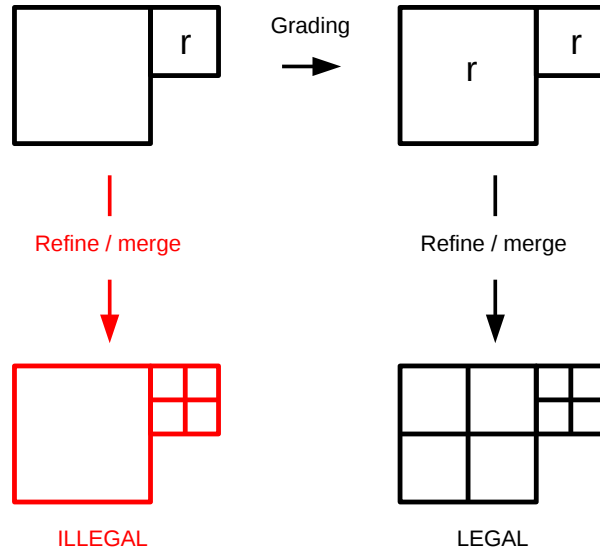 r
Grading
r
r
Refine / merge
Refine / merge
ILLEGAL
LEGAL